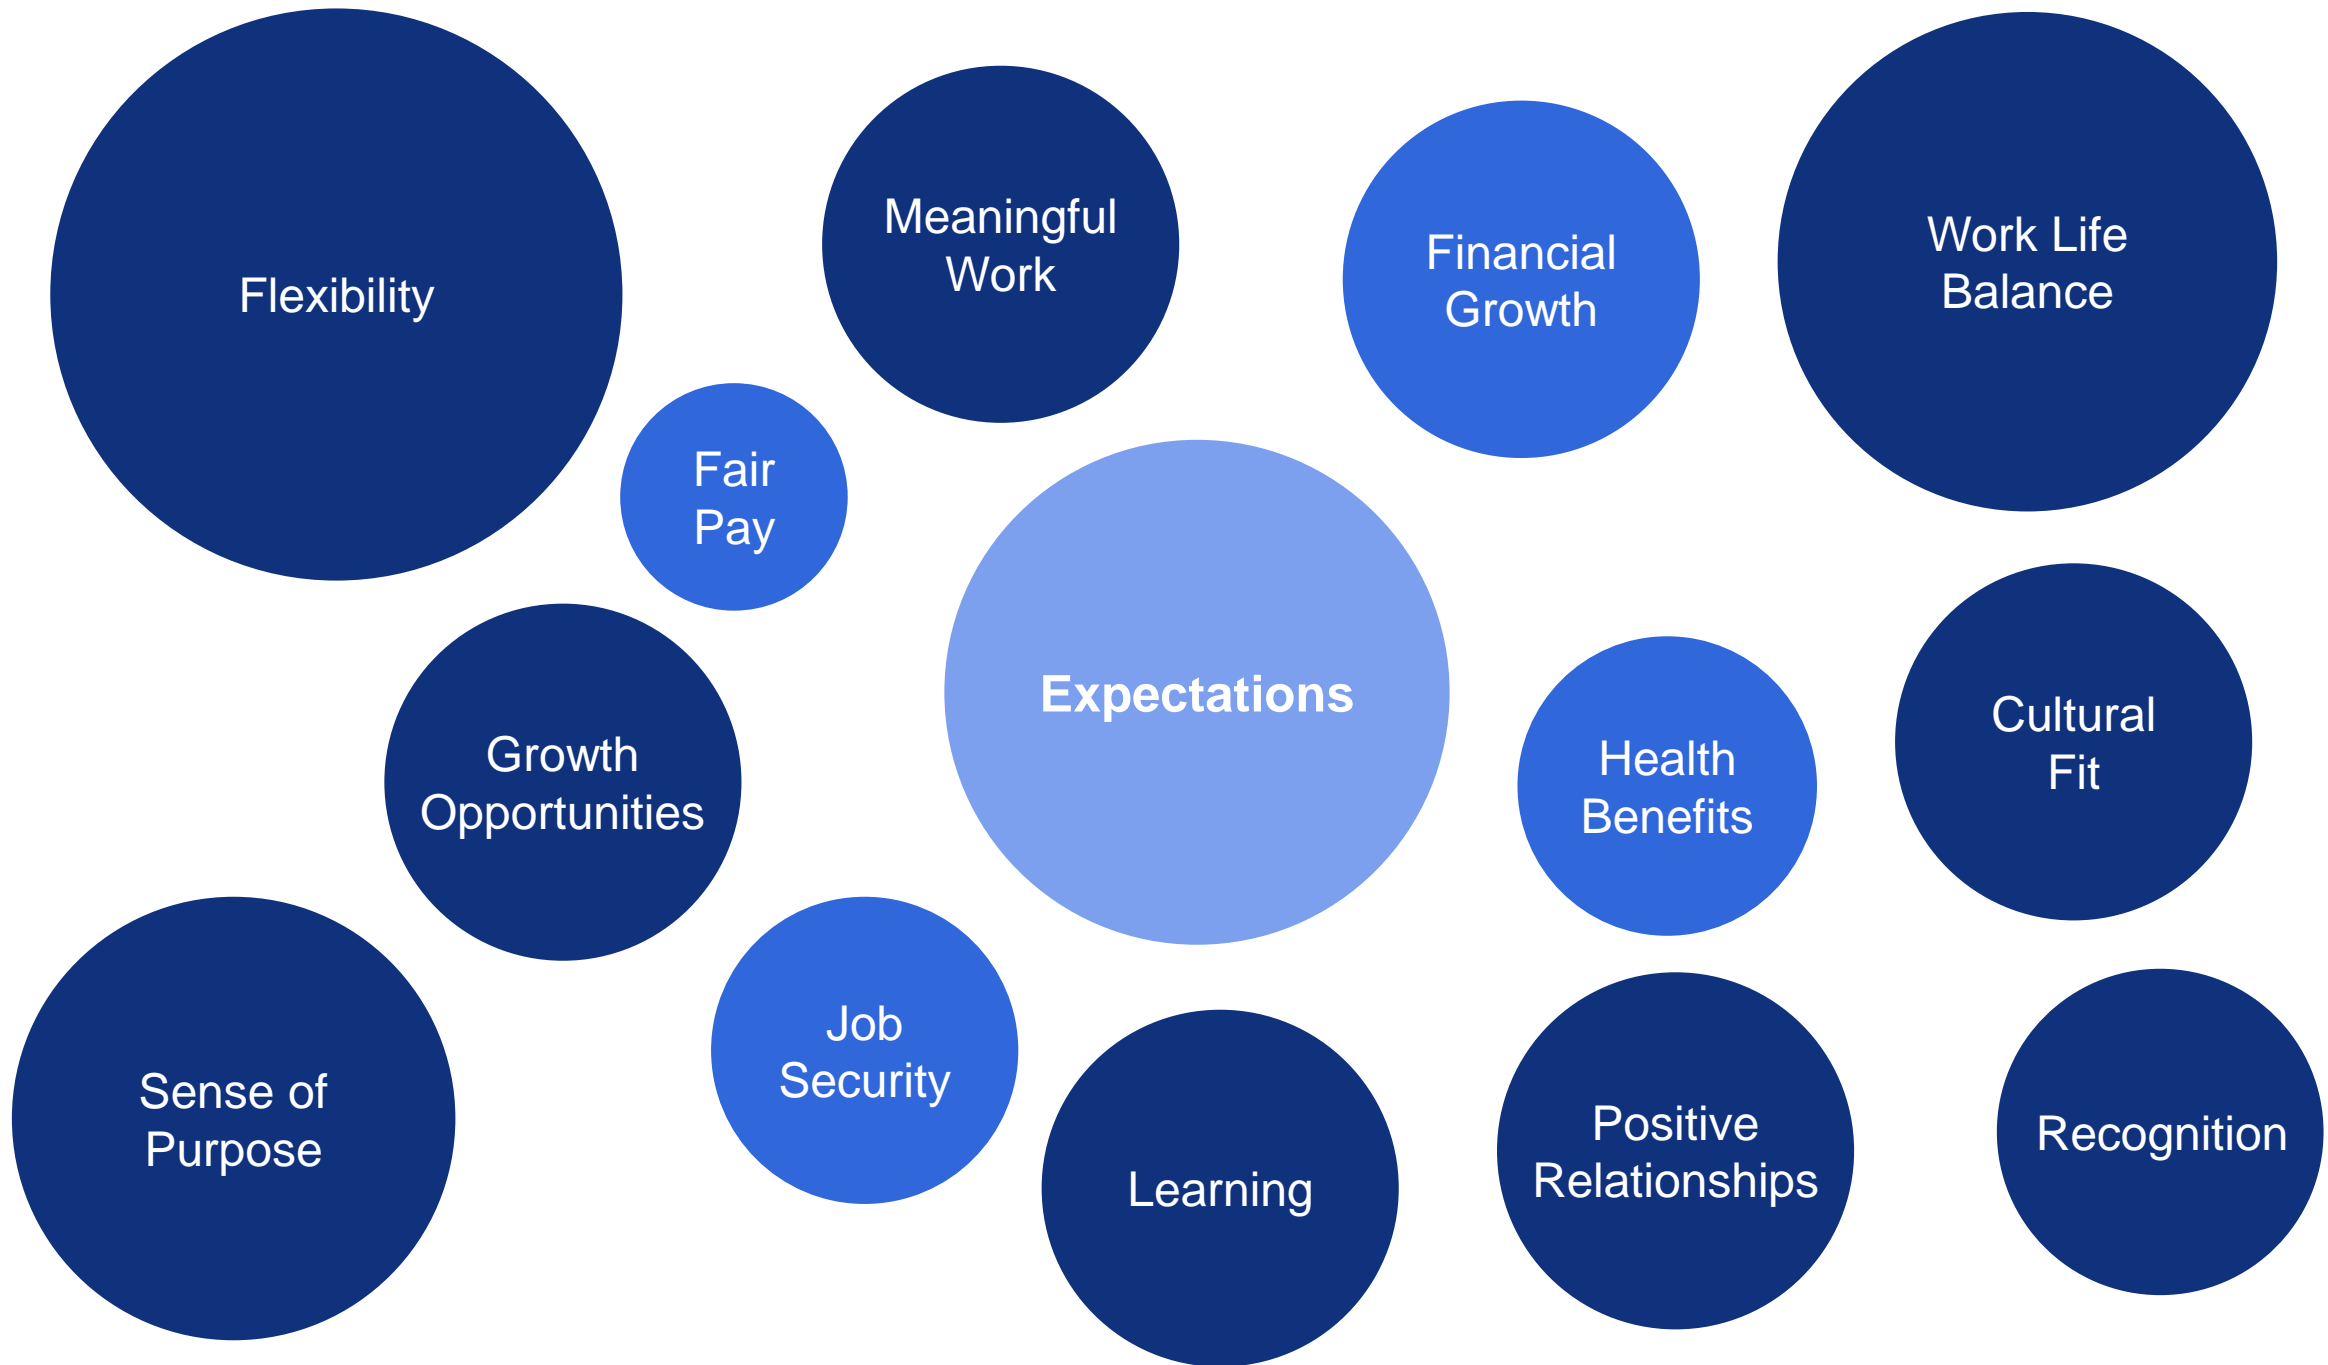 Flexibility
Meaningful
Work
Financial
Growth
Work Life
Balance
Fair
Pay
Expectations
Growth
Opportunities
Health
Benefits
Cultural
Fit
Sense of
Purpose
Job
Security
Learning
Positive
Relationships
Recognition